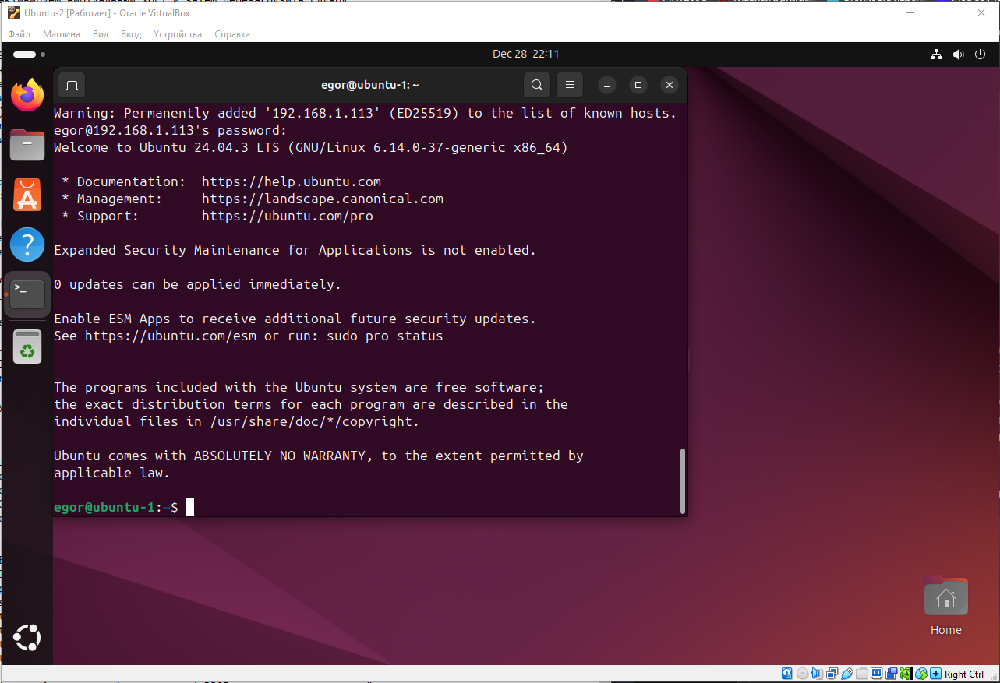 Ubuntu-2 [Работает] - Oracle VirtualBox
Файл Машина Вид Ввод Устройства Справка
Dec 28 22:11
egor@ubuntu-1: ~
Warning: Permanently added '192.168.1.113' (ED25519) to the list of known hosts.
egor@192.168.1.113's password:
Welcome to Ubuntu 24.04.3 LTS (GNU/Linux 6.14.0-37-generic x86_64)
* Documentation: https://help.ubuntu.com
* Management: https://landscape.canonical.com
* Support: https://ubuntu.com/pro
Expanded Security Maintenance for Applications is not enabled.
0 updates can be applied immediately.
Enable ESM Apps to receive additional future security updates.
See https://ubuntu.com/esm or run: sudo pro status
The programs included with the Ubuntu system are free software;
the exact distribution terms for each program are described in the
individual files in /usr/share/doc/*/copyright.
Ubuntu comes with ABSOLUTELY NO WARRANTY, to the extent permitted by
applicable law.
egor@ubuntu-1:~$
Home
Right Ctrl